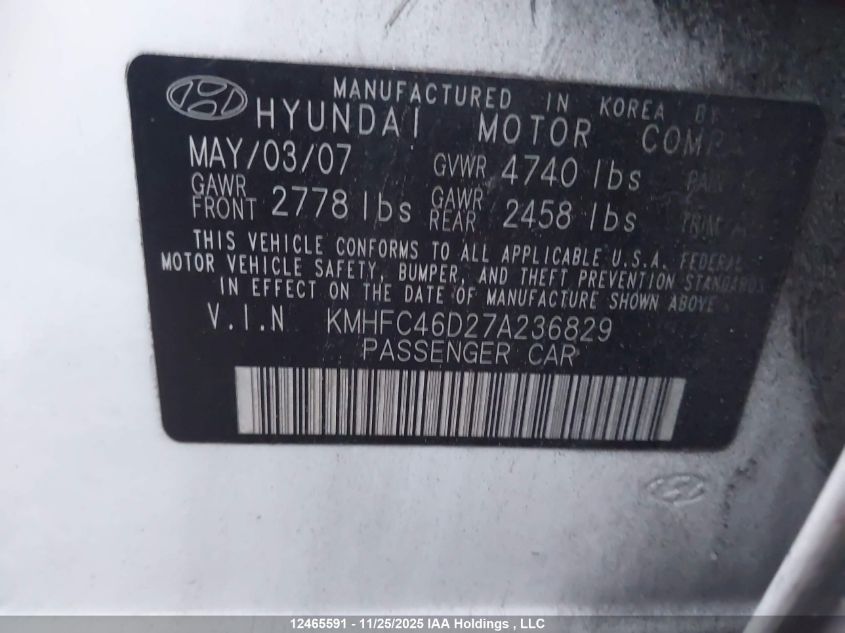 MANUFACTURED IN KOREA BY
HYUNDAI MOTOR
MAY/03/07 GVWR 4740 lbs
GAWR FRONT 2778 lbs GAWR REAR 2458 lbs
THIS VEHICLE CONFORMS TO ALL APPLICABLE U.S.A. FEDERAL
MOTOR VEHICLE SAFETY, BUMPER, AND THEFT PREVENTION STANDARDS
IN EFFECT ON THE DATE OF MANUFACTURE SHOWN ABOVE
V.I.N KMHFC46D27A236829
PASSENGER CAR
12465591 - 11/25/2025 IAA Holdings , LLC